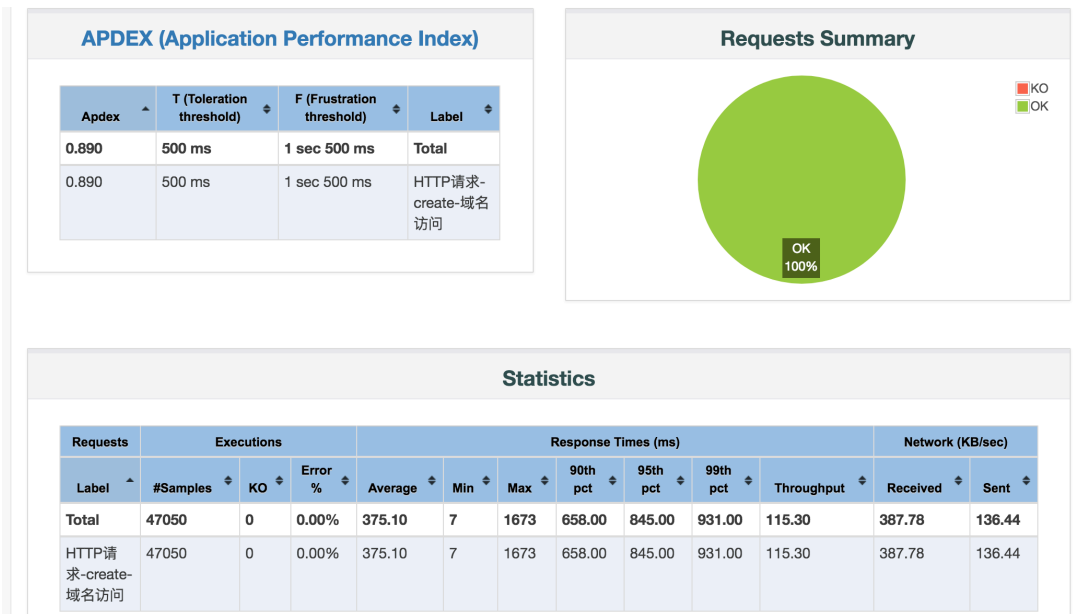 APDEX (Application Performance Index)
Apdex T (Toleration threshold) F (Frustration threshold) Label
0.890 500 ms 1 sec 500 ms Total
0.890 500 ms 1 sec 500 ms HTTP请求-
create-域名
访问
Requests Summary
KO
OK
OK
100%
Statistics
Requests Executions Response Times (ms) Network (KB/sec)
Label #Samples KO Error % Average Min Max 90th pct 95th pct 99th pct Throughput Received Sent
Total 47050 0 0.00% 375.10 7 1673 658.00 845.00 931.00 115.30 387.78 136.44
HTTP请 47050 0 0.00% 375.10 7 1673 658.00 845.00 931.00 115.30 387.78 136.44
求-create-
域名访问